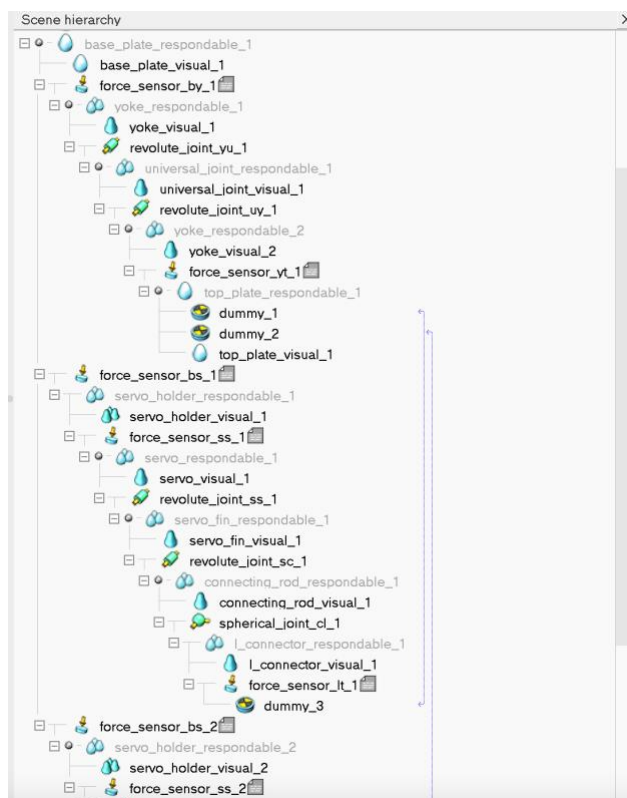 Scene hierarchy
base_plate_respondable_1
base_plate_visual_1
force_sensor_by_1
yoke_respondable_1
yoke_visual_1
revolute_joint_yu_1
universal_joint_respondable_1
universal_joint_visual_1
revolute_joint_uy_1
yoke_respondable_2
yoke_visual_2
force_sensor_yt_1
top_plate_respondable_1
dummy_1
dummy_2
top_plate_visual_1
force_sensor_bs_1
servo_holder_respondable_1
servo_holder_visual_1
force_sensor_ss_1
servo_respondable_1
servo_visual_1
revolute_joint_ss_1
servo_fin_respondable_1
servo_fin_visual_1
revolute_joint_sc_1
connecting_rod_respondable_1
connecting_rod_visual_1
spherical_joint_cl_1
l_connector_respondable_1
l_connector_visual_1
force_sensor_lt_1
dummy_3
force_sensor_bs_2
servo_holder_respondable_2
servo_holder_visual_2
force_sensor_ss_2